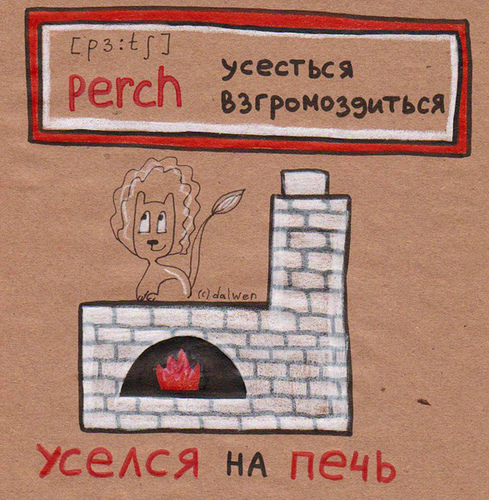 [pɜ:tʃ]
perch
усесться
взгромоздиться
(c) dalwen
уселся на печь